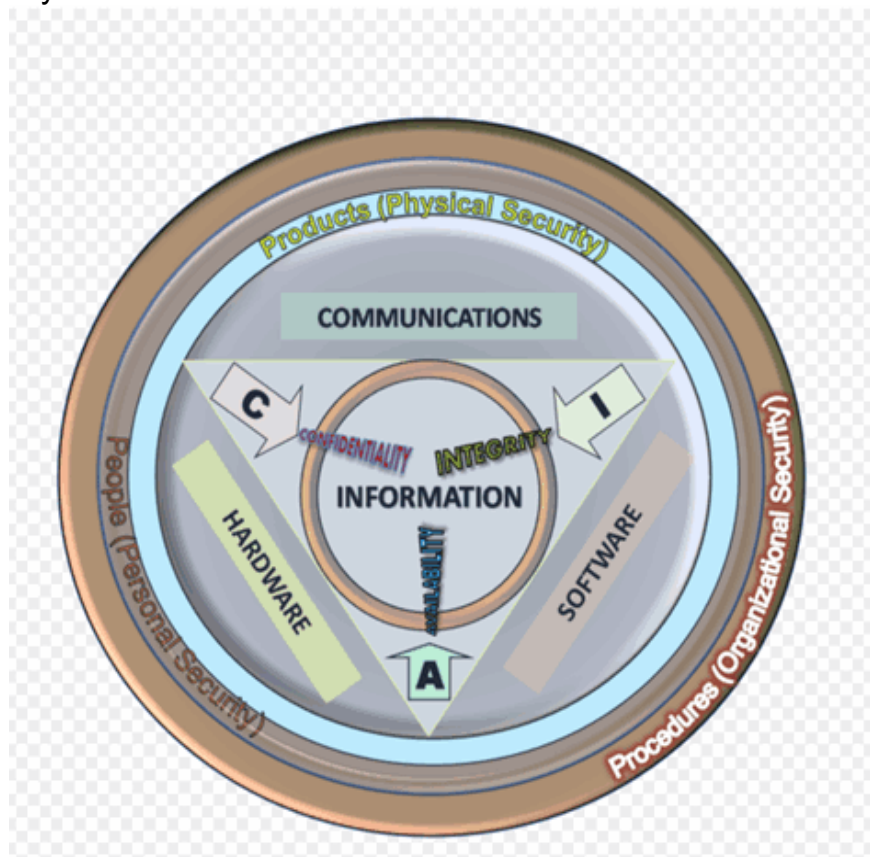 Products (Physical Security)
COMMUNICATIONS
C
I
CONFIDENTIALITY
INTEGRITY
INFORMATION
AVAILABILITY
HARDWARE
SOFTWARE
A
People (Personal Security)
Procedures (Organizational Security)